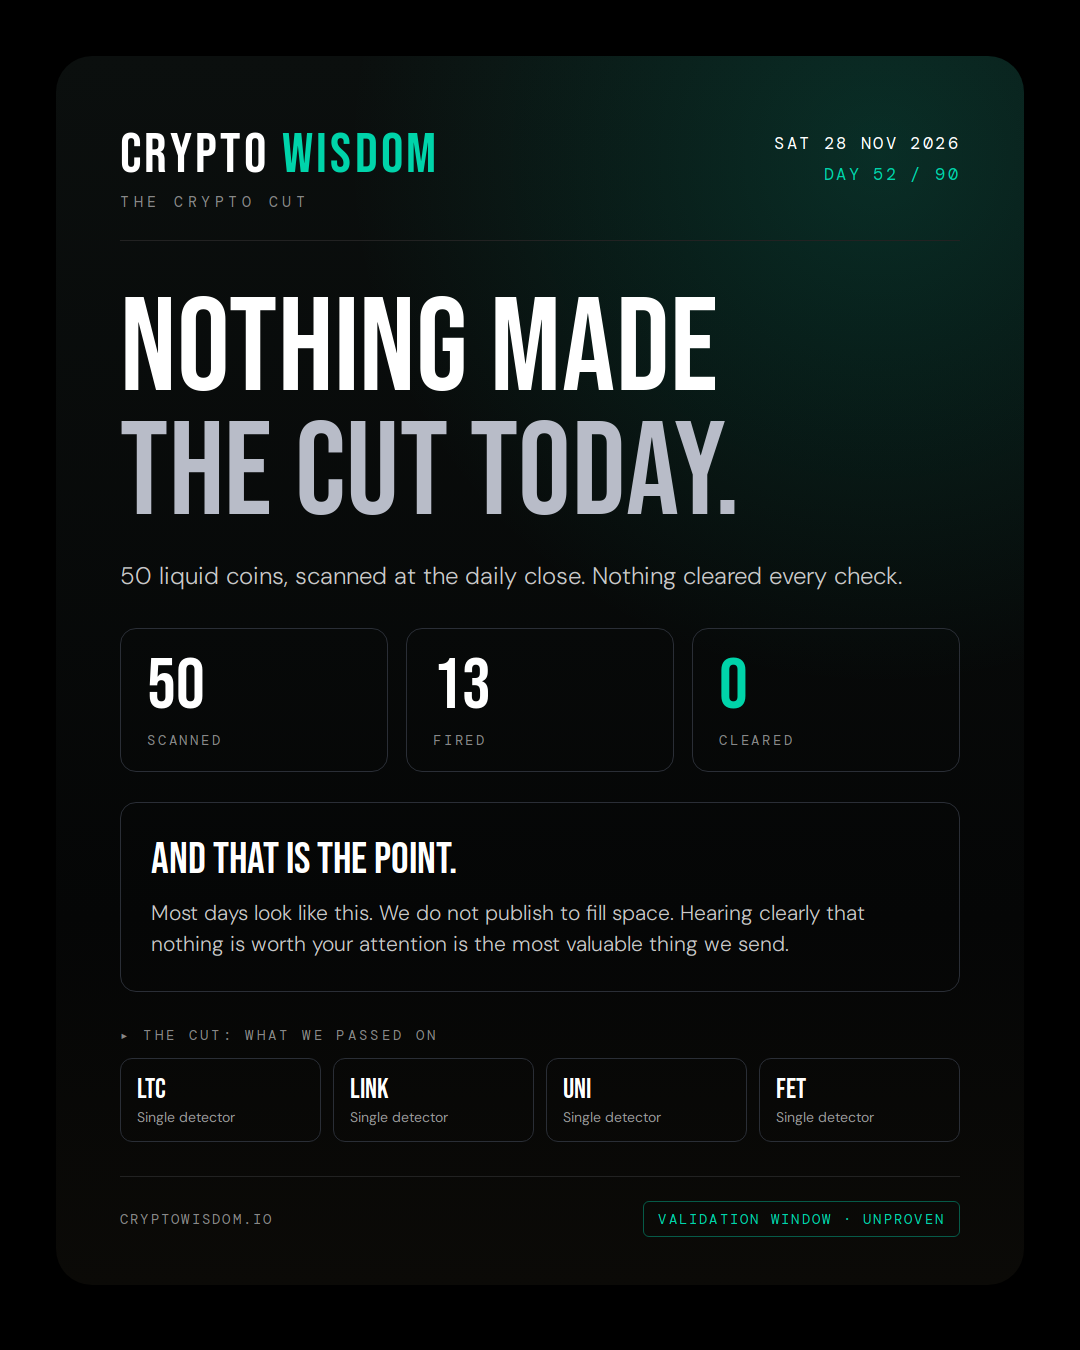 CRYPTO WISDOM
THE CRYPTO CUT
SAT 28 NOV 2026
DAY 52 / 90
NOTHING MADE
THE CUT TODAY.
50 liquid coins, scanned at the daily close. Nothing cleared every check.
50
SCANNED
13
FIRED
0
CLEARED
AND THAT IS THE POINT.
Most days look like this. We do not publish to fill space. Hearing clearly that
nothing is worth your attention is the most valuable thing we send.
▸ THE CUT: WHAT WE PASSED ON
LTC
Single detector
LINK
Single detector
UNI
Single detector
FET
Single detector
CRYPTOWISDOM.IO
VALIDATION WINDOW · UNPROVEN